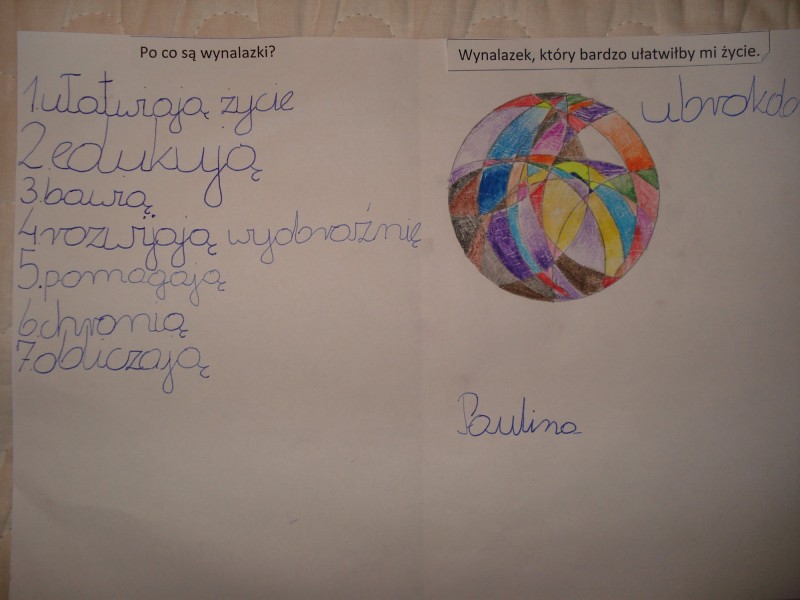 Po co są wynalazki?
1.ułatwiają życie
2.edukują
3.bawią
4.rozwijają wyobraźnię
5.pomagają
6.chronią
7.obliczają
Wynalazek, który bardzo ułatwiłby mi życie.
ubrokdo
Paulina